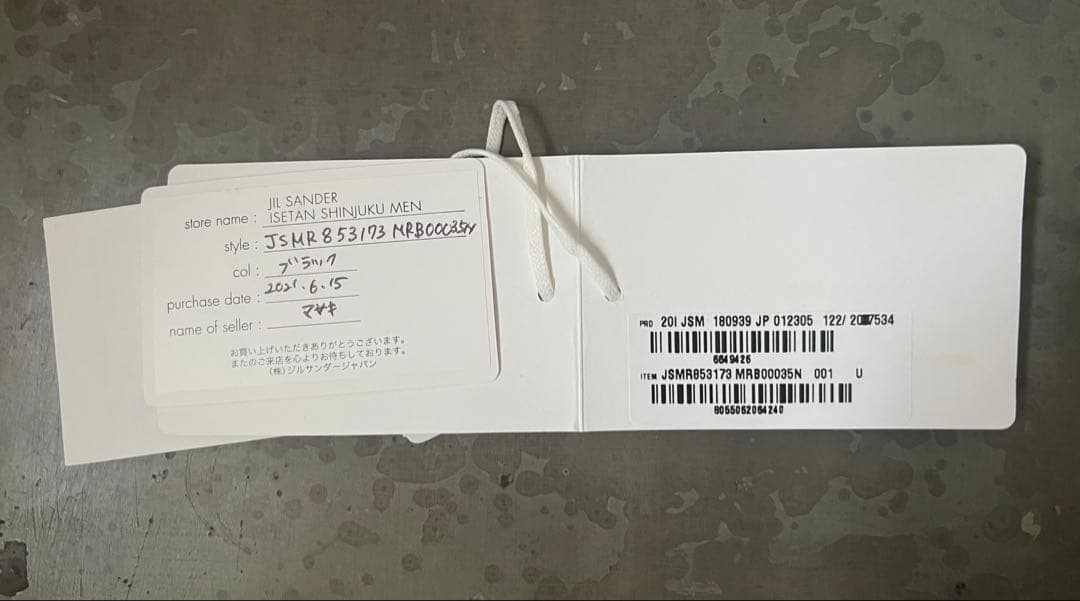 JIL SANDER
store name : ISETAN SHINJUKU MEN
style : JSMR853173 MRB00035N
col : ブラック
purchase date : 2021.6.15
name of seller : マサキ
お買い上げいただきありがとうございます。
またのご来店を心よりお待ちしております。
(株)ジルサンダージャパン
PRD 20I JSM 180939 JP 012305 122/ 7534
5649426
ITEM JSMR853173 MRB00035N 001 U
8055062064240